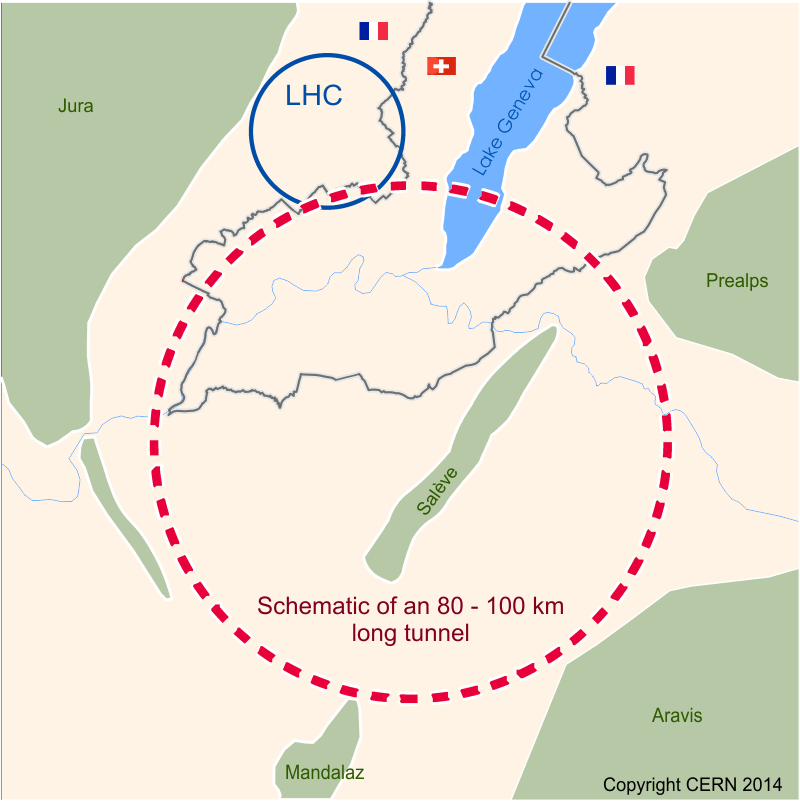 LHC
Jura
Lake Geneva
Prealps
Salève
Schematic of an 80 - 100 km
long tunnel
Aravis
Mandalaz
Copyright CERN 2014